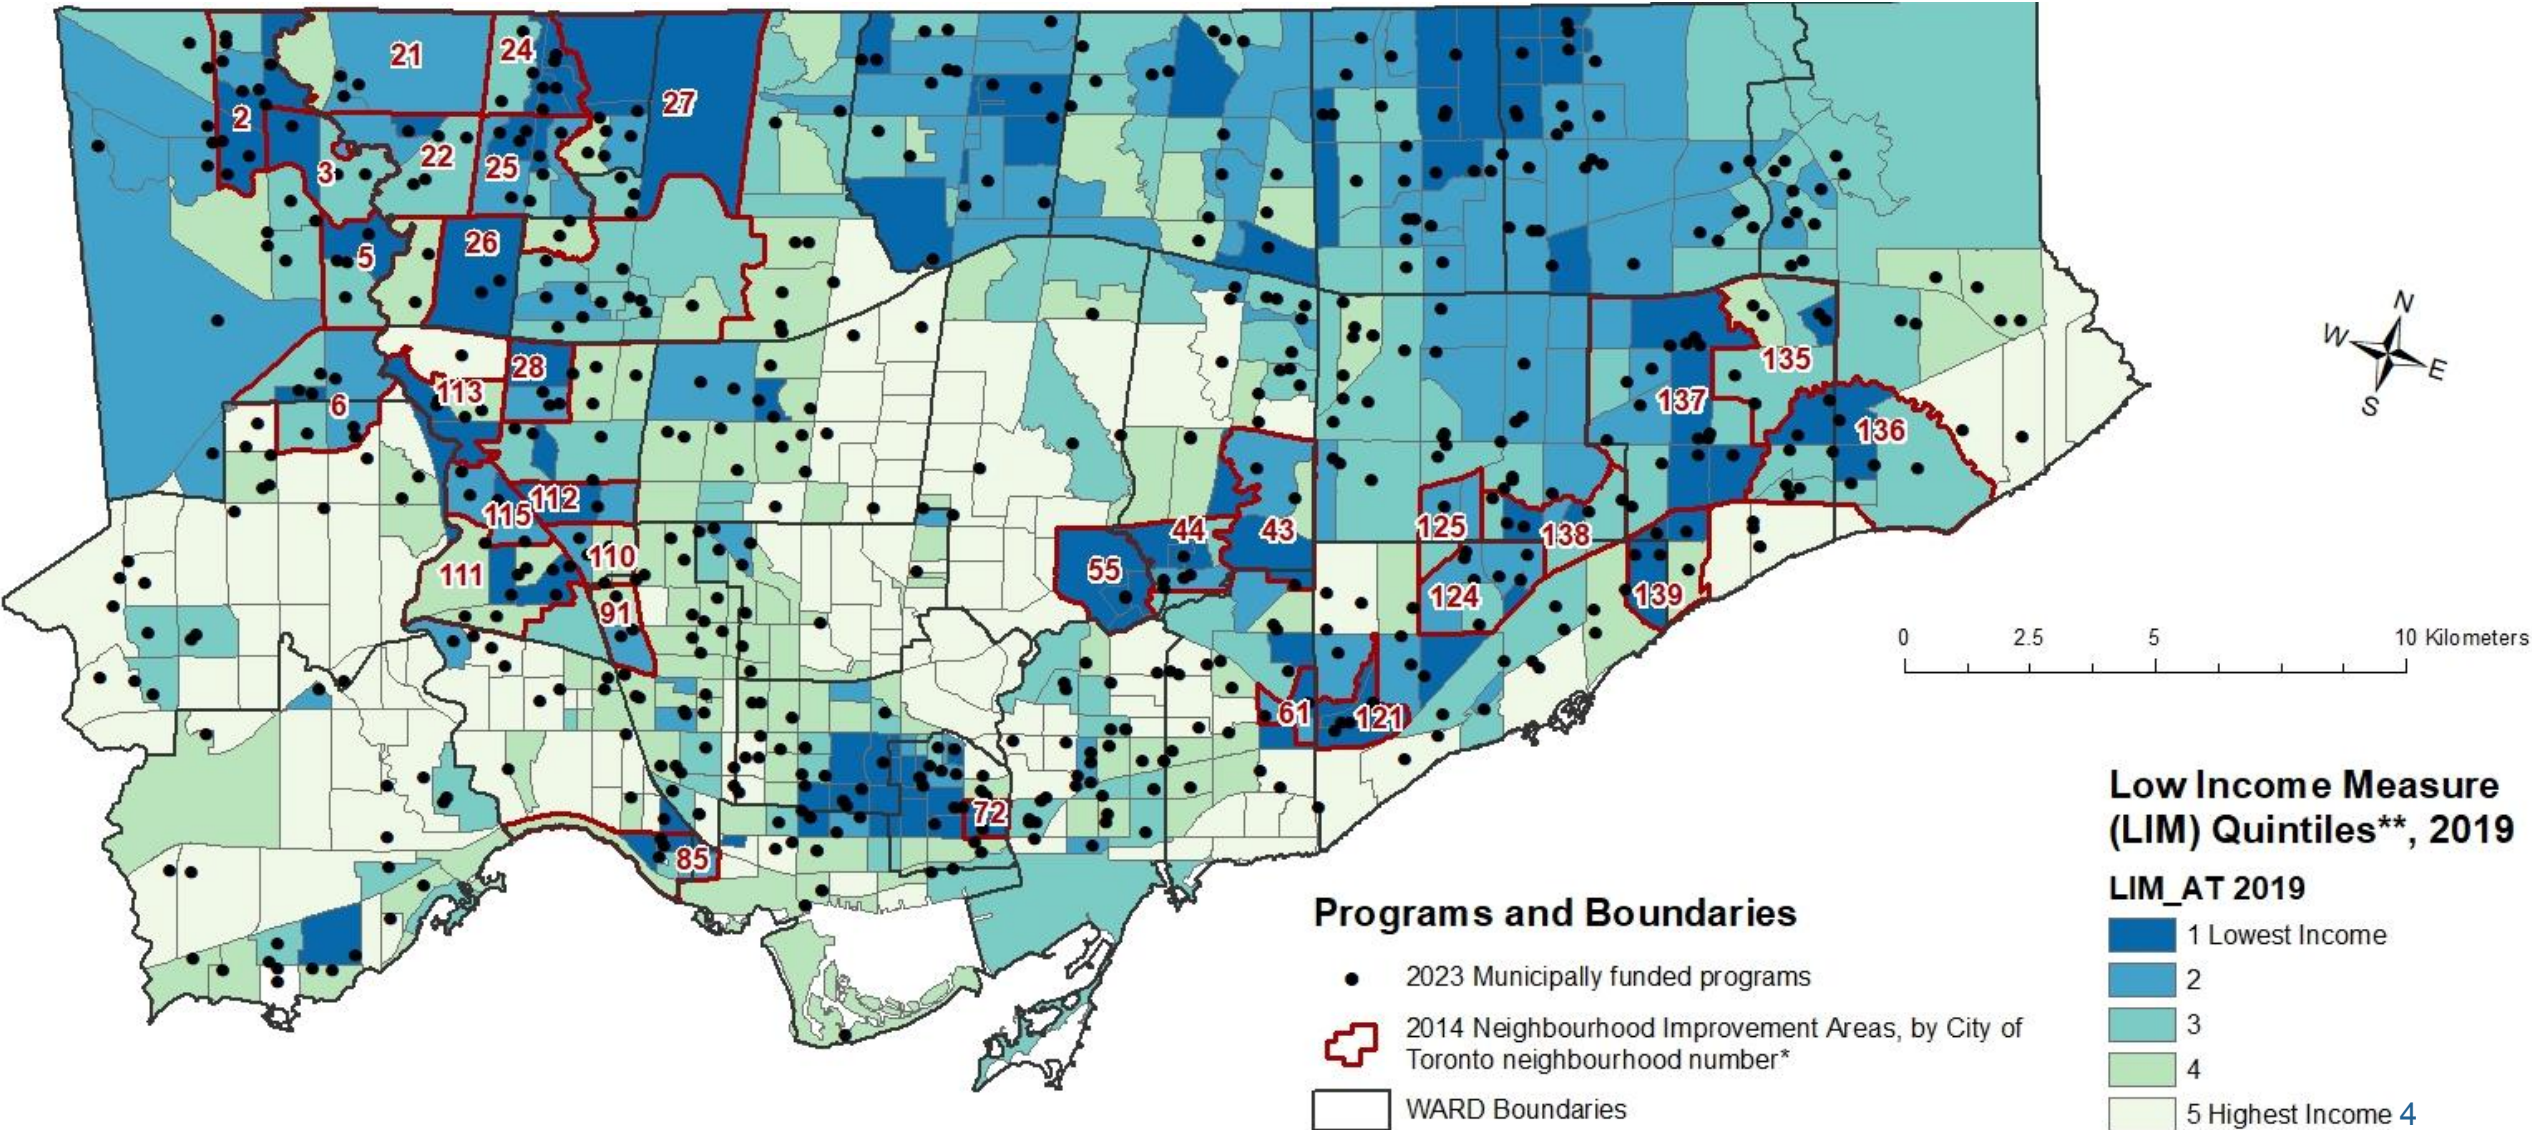 21
24
27
2
22
25
3
26
5
28
135
113
137
6
136
112
115
125
44
43
138
110
111
55
124
139
91
61
121
72
85
N
W
E
S
0 2.5 5 10 Kilometers
Programs and Boundaries
2023 Municipally funded programs
2014 Neighbourhood Improvement Areas, by City of
Toronto neighbourhood number*
WARD Boundaries
Low Income Measure
(LIM) Quintiles**, 2019
LIM_AT 2019
1 Lowest Income
2
3
4
5 Highest Income 4